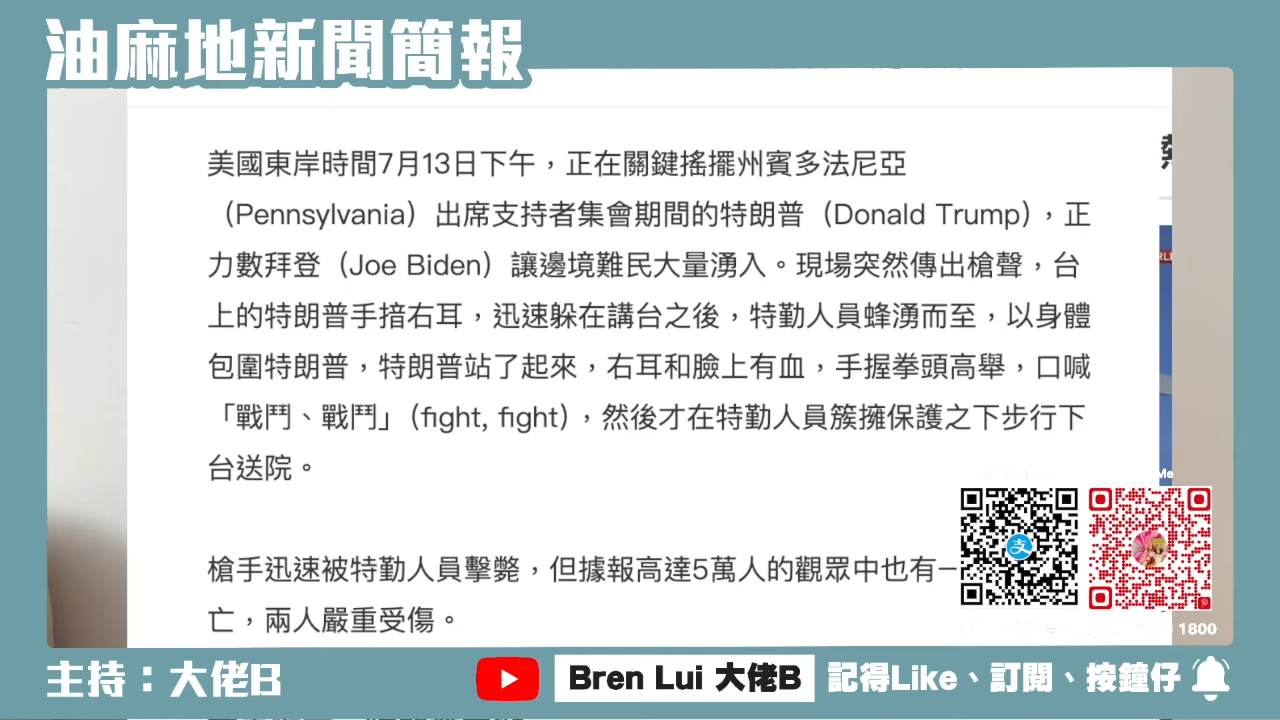 油麻地新聞簡報
美國東岸時間7月13日下午，正在關鍵搖擺州賓多法尼亞
（Pennsylvania）出席支持者集會期間的特朗普（Donald Trump），正
力數拜登（Joe Biden）讓邊境難民大量湧入。現場突然傳出槍聲，台
上的特朗普手揞右耳，迅速躲在講台之後，特勤人員蜂湧而至，以身體
包圍特朗普，特朗普站了起來，右耳和臉上有血，手握拳頭高舉，口喊
「戰鬥、戰鬥」（fight, fight），然後才在特勤人員簇擁保護之下步行下
台送院。
槍手迅速被特勤人員擊斃，但據報高達5萬人的觀眾中也有一
亡，兩人嚴重受傷。
1800
主持：大佬B
Bren Lui 大佬B
記得Like、訂閱、按鐘仔